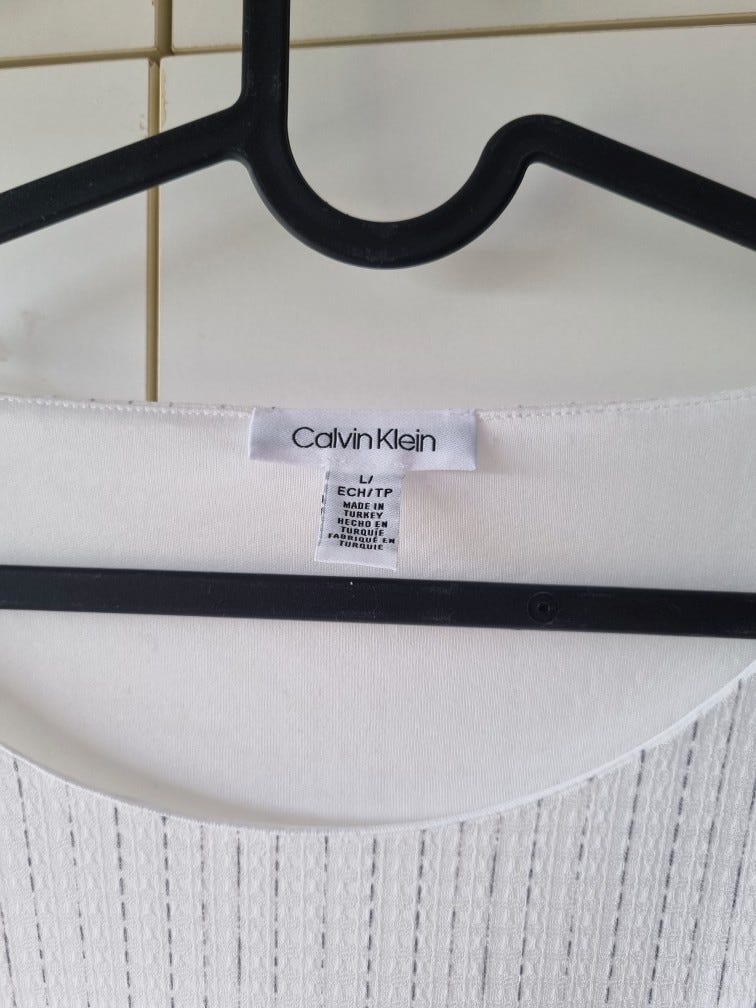 Calvin Klein
L/
ECH/TP
MADE IN
TURKEY
HECHO EN
TURQUÍE
FABRIQUÉ EN
TURQUIE